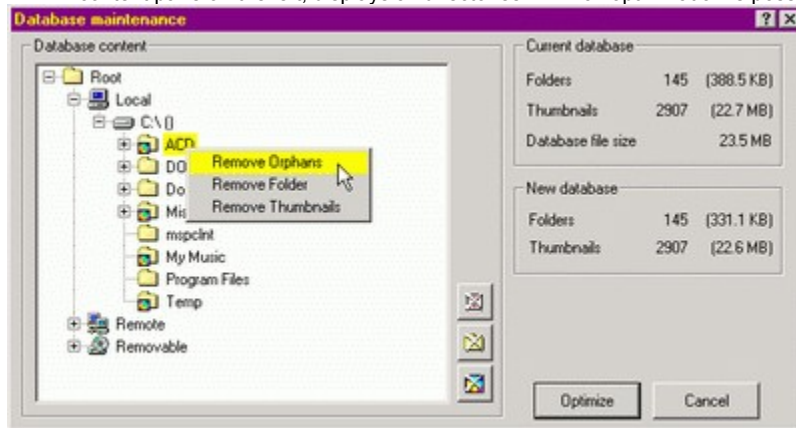 Database maintenance
Database content
Root
Local
C:\ ()
ACD
Remove Orphans
DO
Remove Folder
Do
Remove Thumbnails
Mis
mspclnt
My Music
Program Files
Temp
Remote
Removable
Current database
Folders 145 (388.5 KB)
Thumbnails 2907 (22.7 MB)
Database file size 23.5 MB
New database
Folders 145 (331.1 KB)
Thumbnails 2907 (22.6 MB)
Optimize Cancel